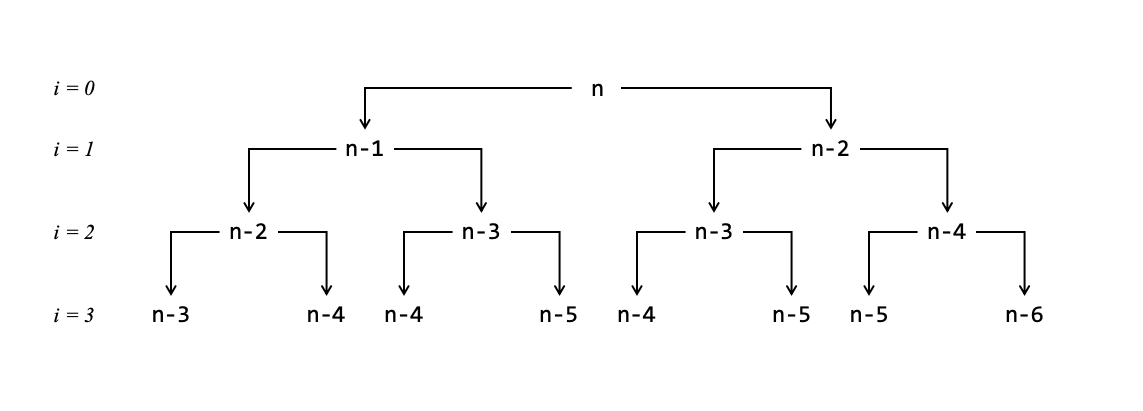 i = 0 n
i = 1 n-1 n-2
i = 2 n-2 n-3 n-3 n-4
i = 3 n-3 n-4 n-4 n-5 n-4 n-5 n-5 n-6